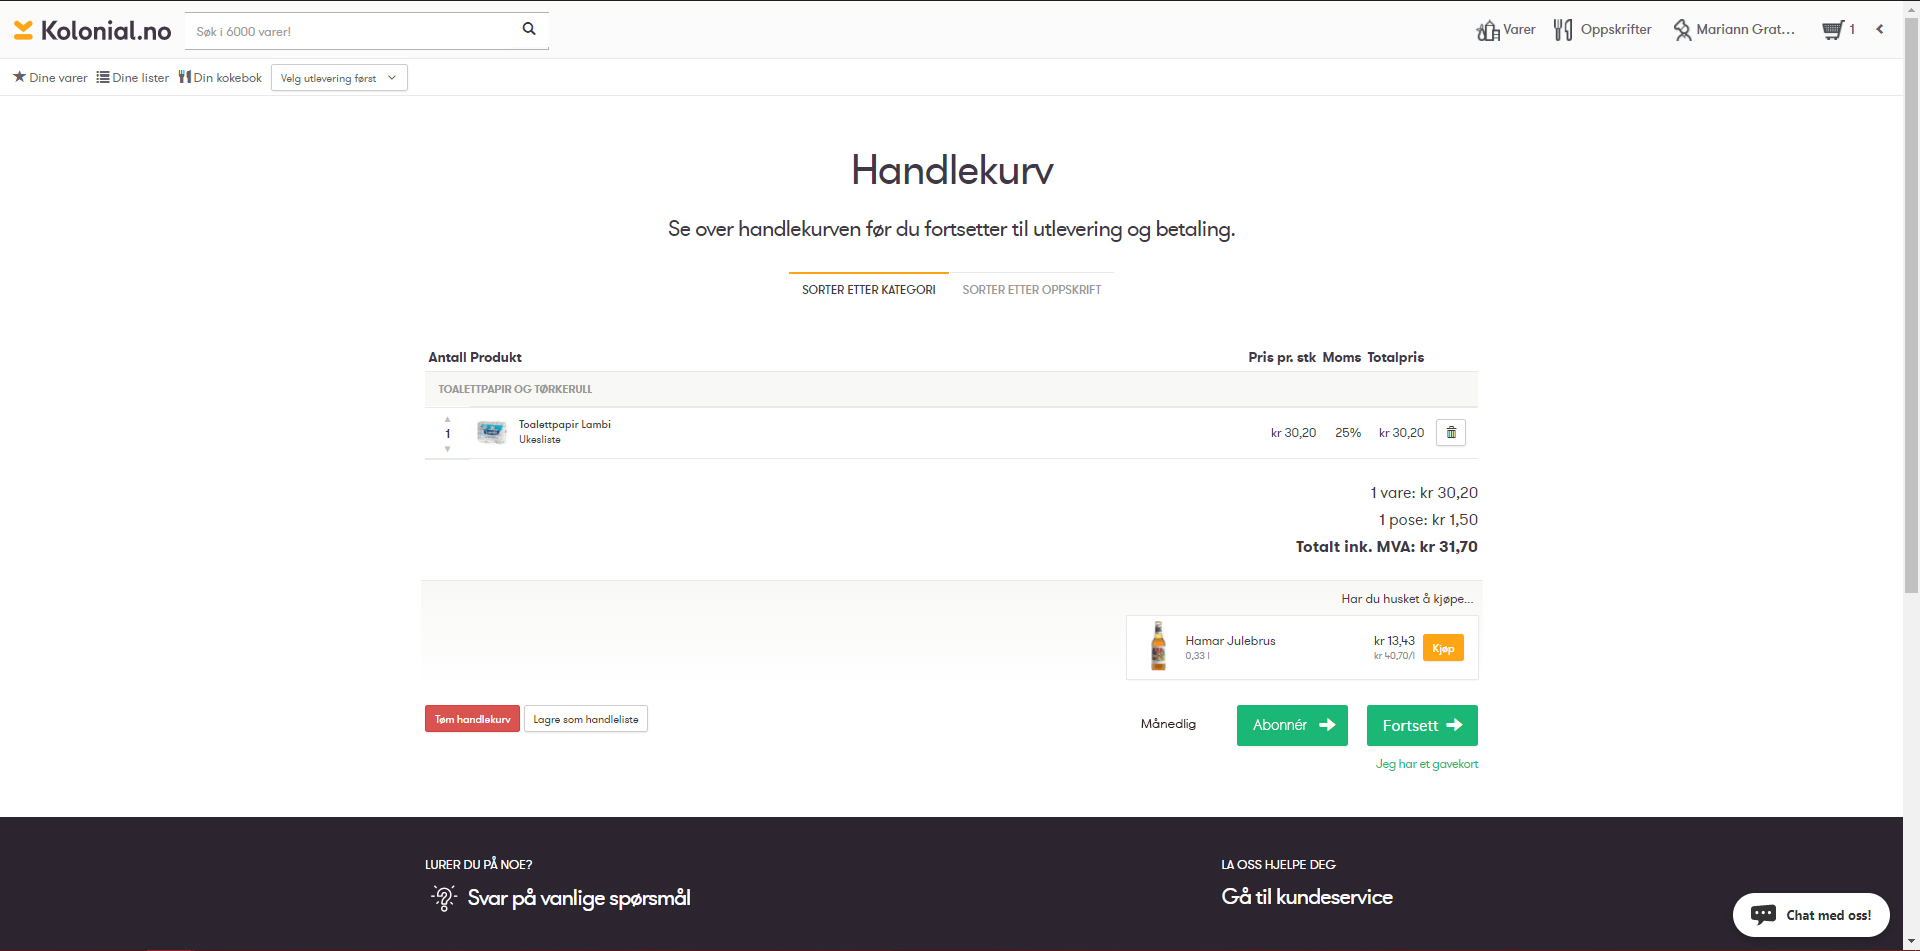 Kolonial.no
Søk i 6000 varer!
Varer
Oppskrifter
Mariann Grat...
1
Dine varer
Dine lister
Din kokebok
Velg utlevering først
Handlekurv
Se over handlekurven før du fortsetter til utlevering og betaling.
SORTER ETTER KATEGORI
SORTER ETTER OPPSKRIFT
Antall Produkt Pris pr. stk Moms Totalpris
TOALETTPAPIR OG TØRKERULL
1 Toalettpapir Lambi kr 30,20 25% kr 30,20
Ukesliste
1 vare: kr 30,20
1 pose: kr 1,50
Totalt ink. MVA: kr 31,70
Har du husket å kjøpe...
Hamar Julebrus kr 13,43 Kjøp
0,33 l kr 40,70/l
Tøm handlekurv
Lagre som handleliste
Månedlig
Abonnér
Fortsett
Jeg har et gavekort
LURER DU PÅ NOE?
Svar på vanlige spørsmål
LA OSS HJELPE DEG
Gå til kundeservice
Chat med oss!